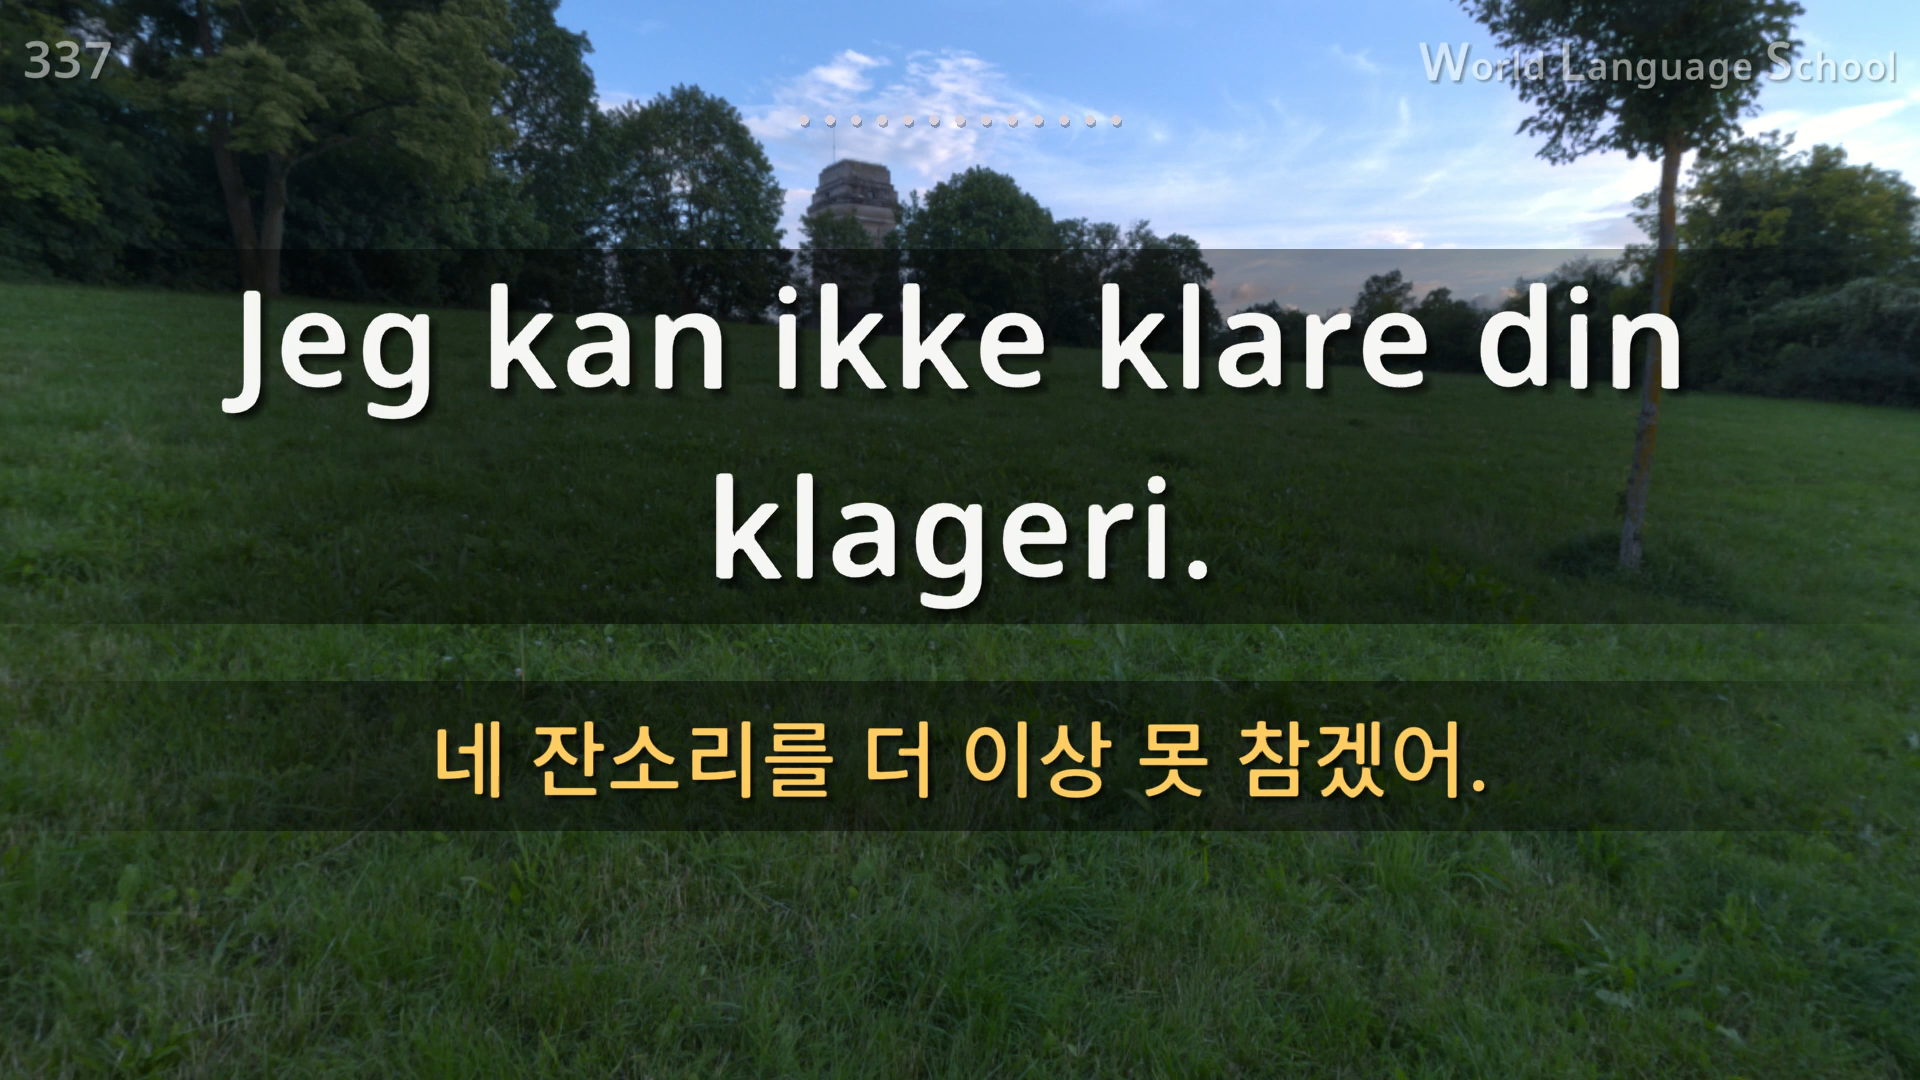 337
World Language School
Jeg kan ikke klare din
klageri.
네 잔소리를 더 이상 못 참겠어.